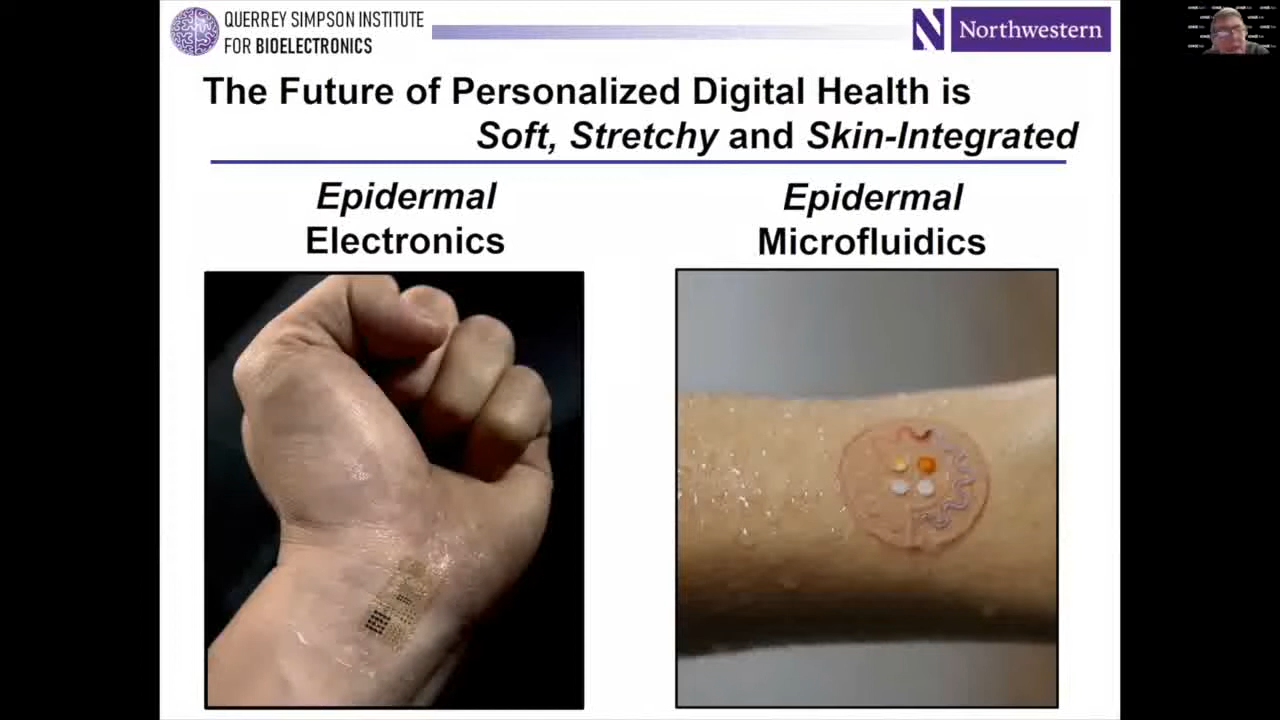 QUERREY SIMPSON INSTITUTE
FOR BIOELECTRONICS
N Northwestern
The Future of Personalized Digital Health is
Soft, Stretchy and Skin-Integrated
Epidermal
Electronics
Epidermal
Microfluidics